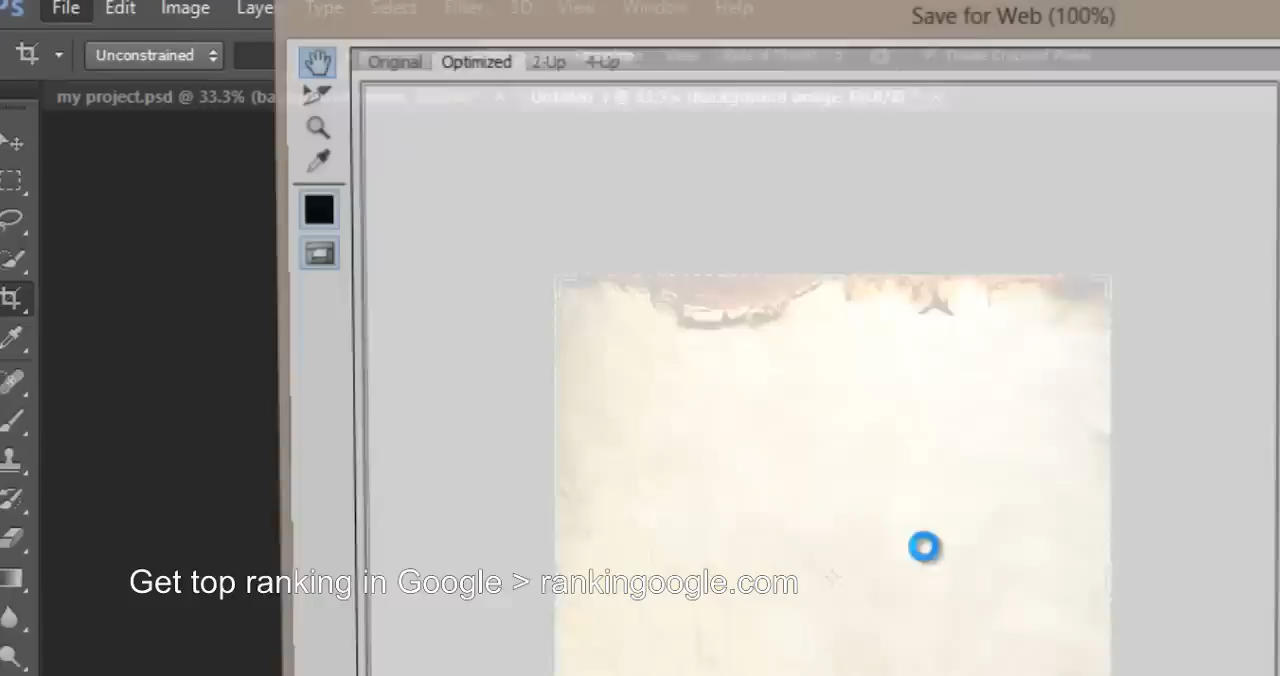 PS File Edit Image Laye Type Select Filter 3D View Window Help
Save for Web (100%)
Unconstrained
Original Optimized 2-Up 4-Up
my project.psd @ 33.3% (ba
Get top ranking in Google > rankingoogle.com